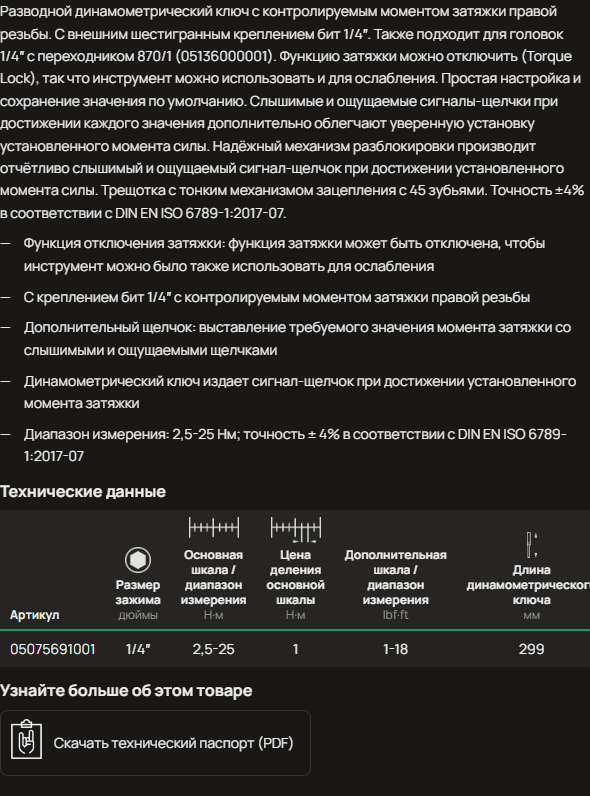 Разводной динамометрический ключ с контролируемым моментом затяжки правой
резьбы. С внешним шестигранным креплением бит 1/4″. Также подходит для головок
1/4″ с переходником 870/1 (05136000001). Функцию затяжки можно отключить (Torque
Lock), так что инструмент можно использовать и для ослабления. Простая настройка и
сохранение значения по умолчанию. Слышимые и ощущаемые сигналы-щелчки при
достижении каждого значения дополнительно облегчают уверенную установку
установленного момента силы. Надёжный механизм разблокировки производит
отчётливо слышимый и ощущаемый сигнал-щелчок при достижении установленного
момента силы. Трещотка с тонким механизмом зацепления с 45 зубьями. Точность ±4%
в соответствии с DIN EN ISO 6789-1:2017-07.
— Функция отключения затяжки: функция затяжки может быть отключена, чтобы
инструмент можно было также использовать для ослабления
— С креплением бит 1/4″ с контролируемым моментом затяжки правой резьбы
— Дополнительный щелчок: выставление требуемого значения момента затяжки со
слышимыми и ощущаемыми щелчками
— Динамометрический ключ издает сигнал-щелчок при достижении установленного
момента затяжки
— Диапазон измерения: 2,5-25 Нм; точность ± 4% в соответствии с DIN EN ISO 6789-
1:2017-07
Технические данные
Артикул
Размер
зажима
дюймы
Основная
шкала /
диапазон
измерения
Н·м
Цена
деления
основной
шкалы
Н·м
Дополнительная
шкала /
диапазон
измерения
lbf·ft
Длина
динамометрического
ключа
мм
05075691001 1/4″ 2,5-25 1 1-18 299
Узнайте больше об этом товаре
Скачать технический паспорт (PDF)